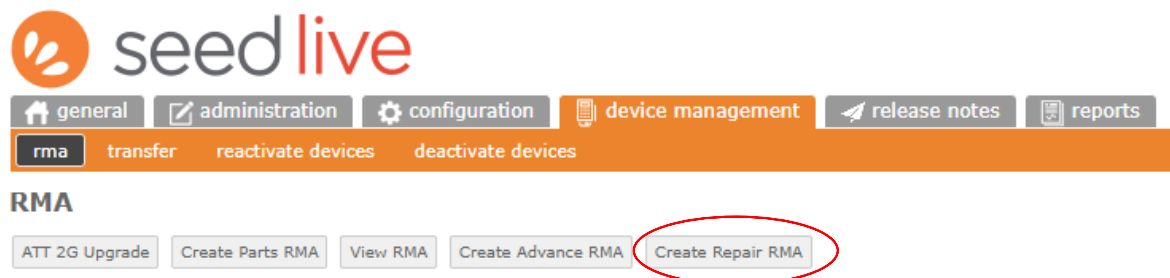 seed live
general administration configuration device management release notes reports
rma transfer reactivate devices deactivate devices
RMA
ATT 2G Upgrade Create Parts RMA View RMA Create Advance RMA Create Repair RMA